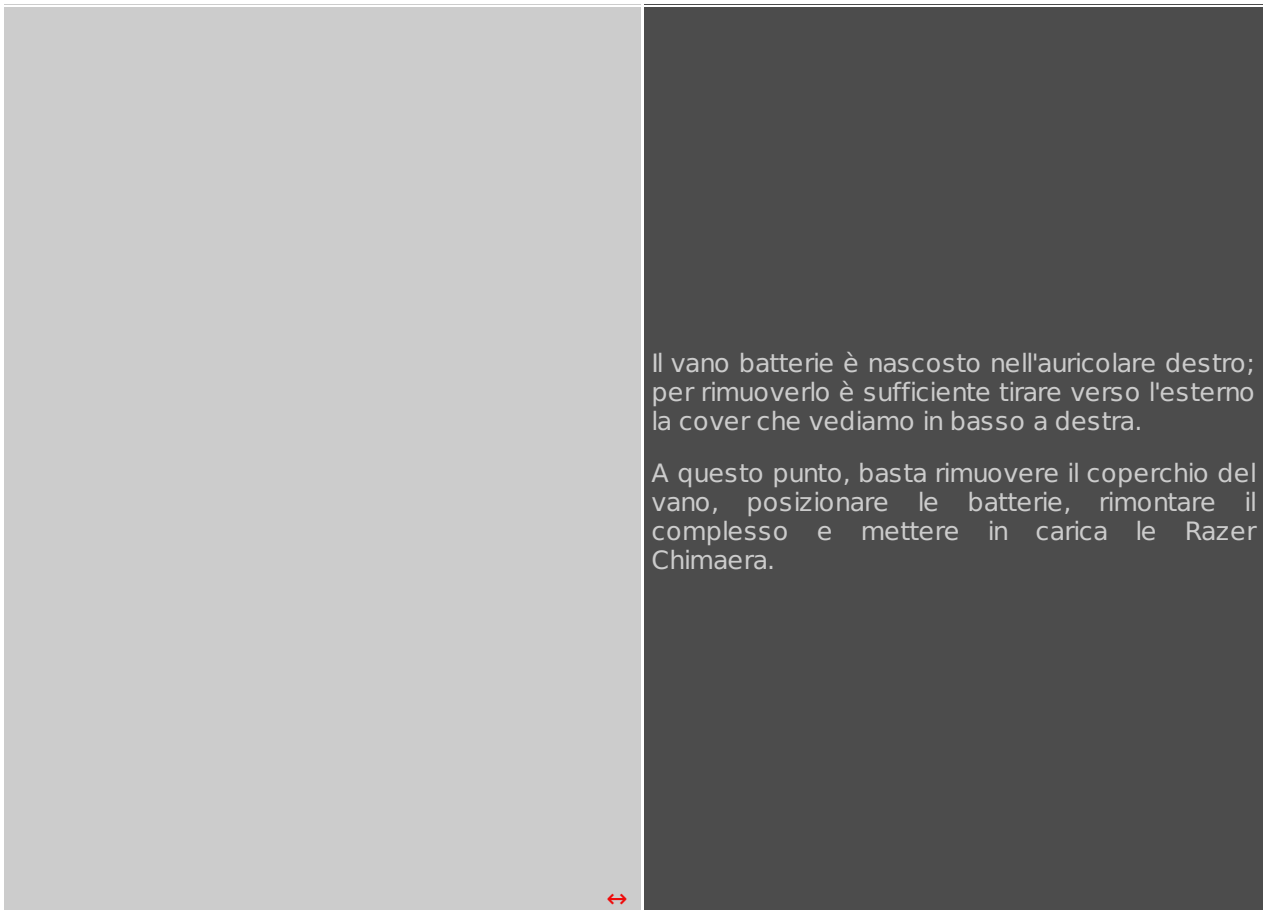 Il vano batterie è nascosto nell'auricolare destro;
per rimuoverlo è sufficiente tirare verso l'esterno
la cover che vediamo in basso a destra.
A questo punto, basta rimuovere il coperchio del
vano, posizionare le batterie, rimontare il
complesso e mettere in carica le Razer
Chimaera.
↔